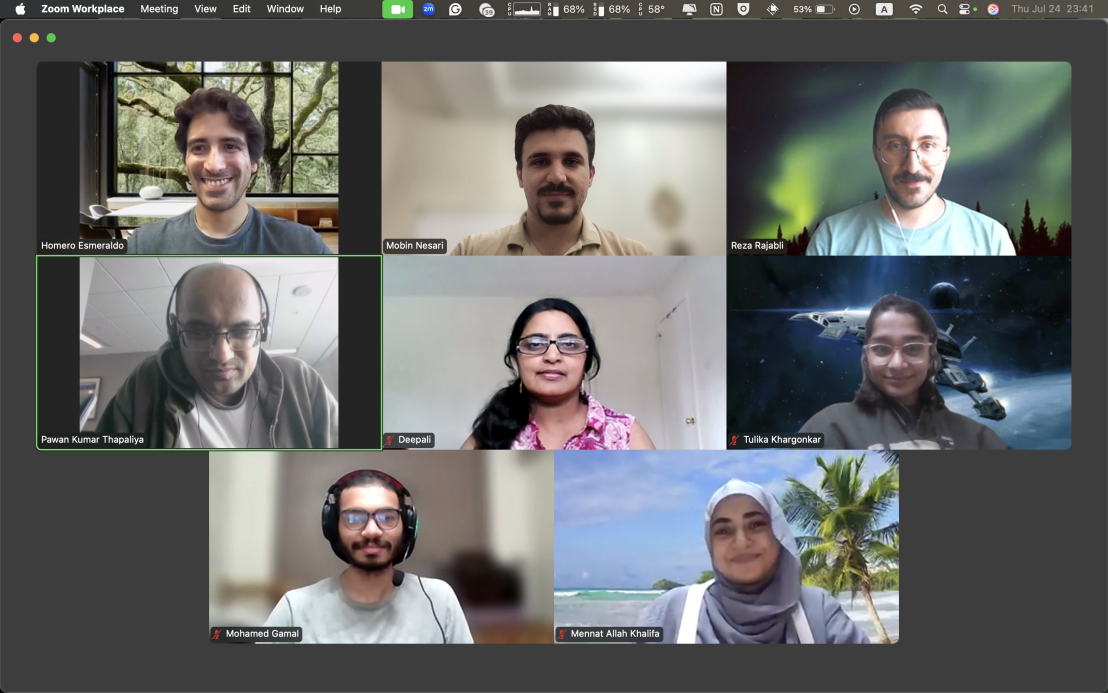 Zoom Workplace Meeting View Edit Window Help zm 68% 68% 58° 53% A Thu Jul 24 23:41
Homero Esmeraldo
Mobin Nesari
Reza Rajabli
Pawan Kumar Thapaliya
Deepali
Tulika Khargonkar
Mohamed Gamal
Mennat Allah Khalifa